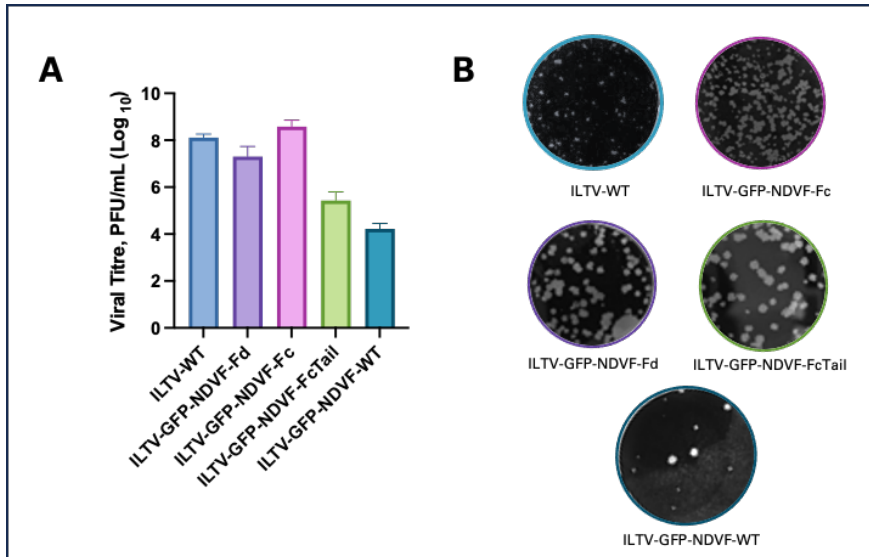 A
Viral Titre, PFU/mL (Log 10)
10
8
6
4
2
0
ILTV-WT
ILTV-GFP-NDVF-Fd
ILTV-GFP-NDVF-Fc
ILTV-GFP-NDVF-FcTail
ILTV-GFP-NDVF-WT
B
ILTV-WT
ILTV-GFP-NDVF-Fc
ILTV-GFP-NDVF-Fd
ILTV-GFP-NDVF-FcTail
ILTV-GFP-NDVF-WT